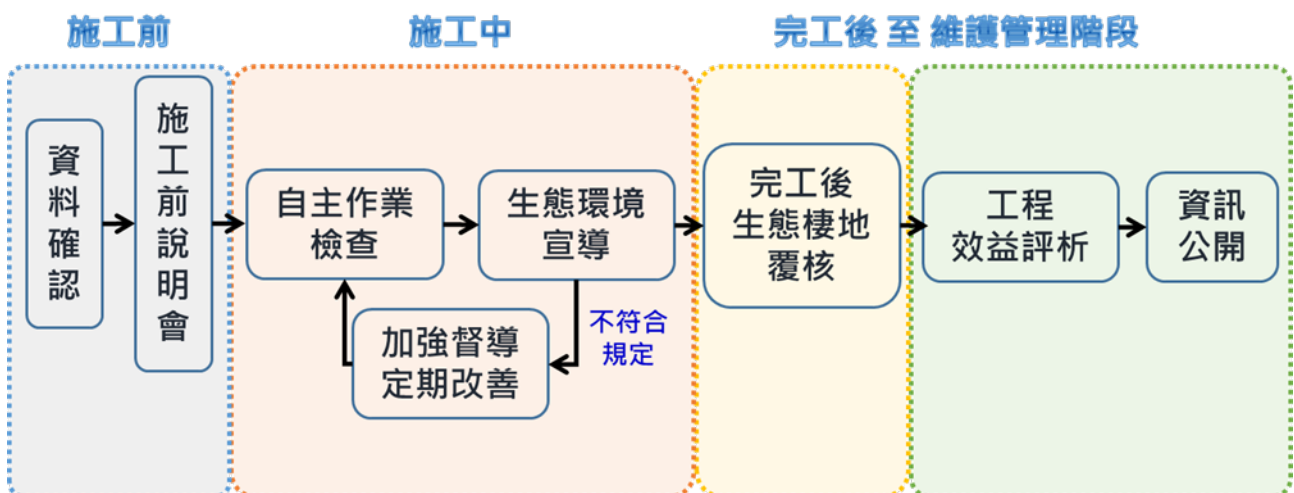 施工前
施工中
完工後 至 維護管理階段
資料確認
施工前說明會
自主作業
檢查
生態環境
宣導
不符合
規定
加強督導
定期改善
完工後
生態棲地
覆核
工程
效益評析
資訊
公開